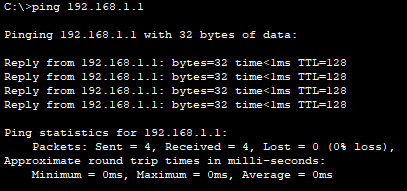 C:\>ping 192.168.1.1
Pinging 192.168.1.1 with 32 bytes of data:
Reply from 192.168.1.1: bytes=32 time<1ms TTL=128
Reply from 192.168.1.1: bytes=32 time<1ms TTL=128
Reply from 192.168.1.1: bytes=32 time<1ms TTL=128
Reply from 192.168.1.1: bytes=32 time<1ms TTL=128
Ping statistics for 192.168.1.1:
    Packets: Sent = 4, Received = 4, Lost = 0 (0% loss),
Approximate round trip times in milli-seconds:
    Minimum = 0ms, Maximum = 0ms, Average = 0ms